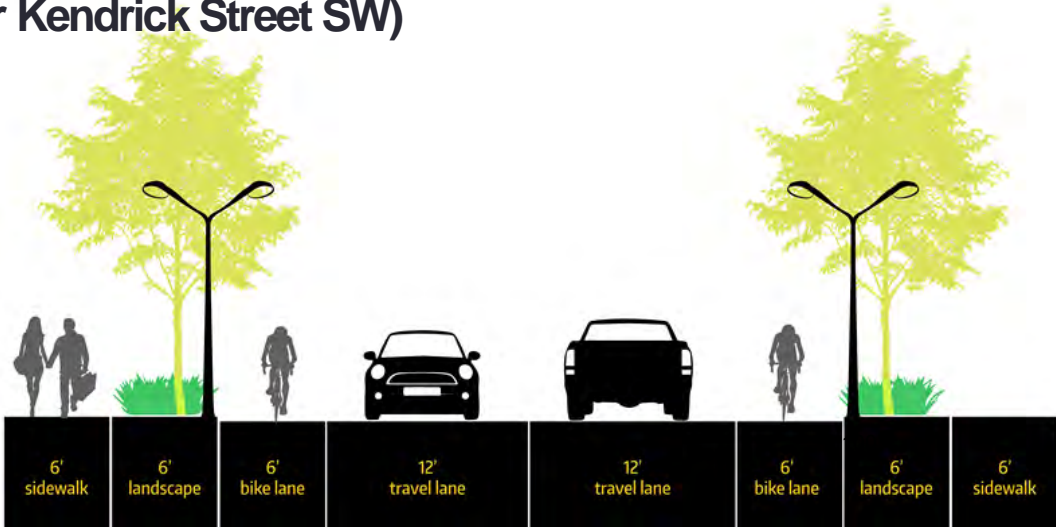 Kendrick Street SW)
6'
sidewalk
6'
landscape
6'
bike lane
12'
travel lane
12'
travel lane
6'
bike lane
6'
landscape
6'
sidewalk